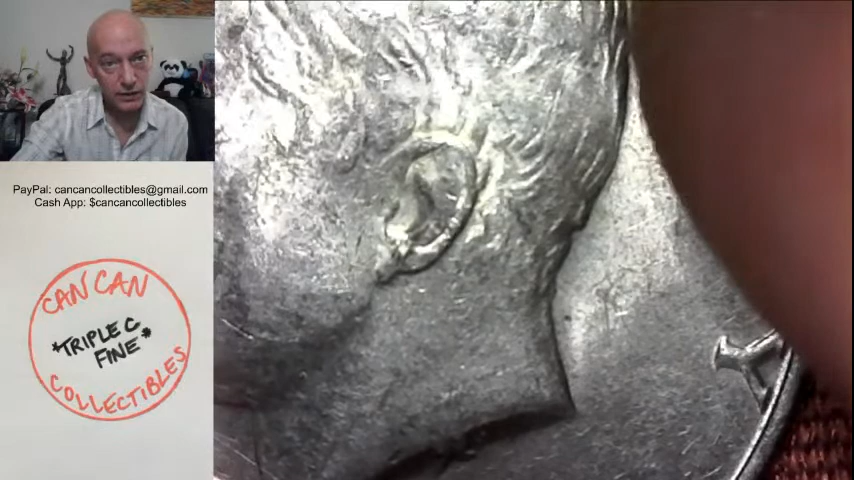 PayPal: cancancollectibles@gmail.com
Cash App: $cancancollectibles
CAN CAN
*TRIPLE C*
FINE
COLLECTIBLES
Y